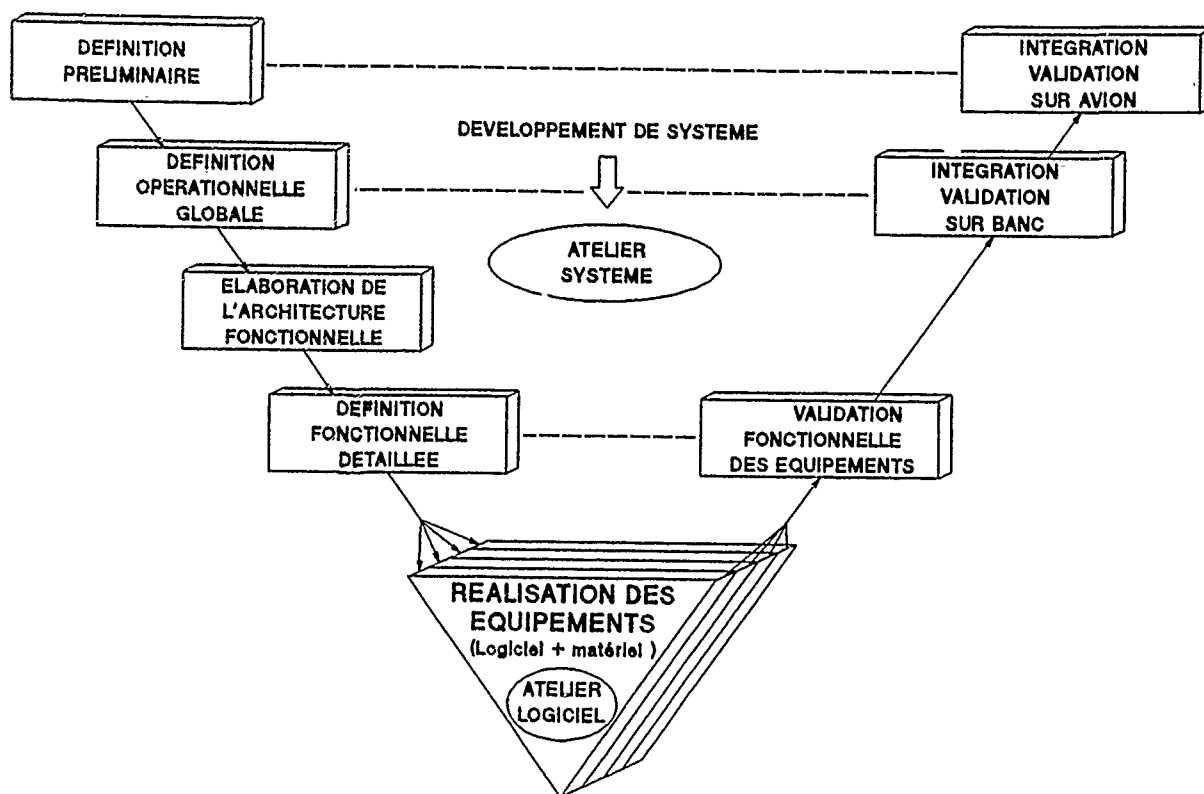 DEFINITION
PRELIMINAIRE
INTEGRATION
VALIDATION
SUR AVION
DEVELOPPEMENT DE SYSTEME
DEFINITION
OPERATIONNELLE
GLOBALE
INTEGRATION
VALIDATION
SUR BANC
ATELIER
SYSTEME
ELABORATION DE
L'ARCHITECTURE
FONCTIONNELLE
DEFINITION
FONCTIONNELLE
DETAILLEE
VALIDATION
FONCTIONNELLE
DES EQUIPEMENTS
REALISATION DES
EQUIPEMENTS
(Logiciel + matériel )
ATELIER
LOGICIEL